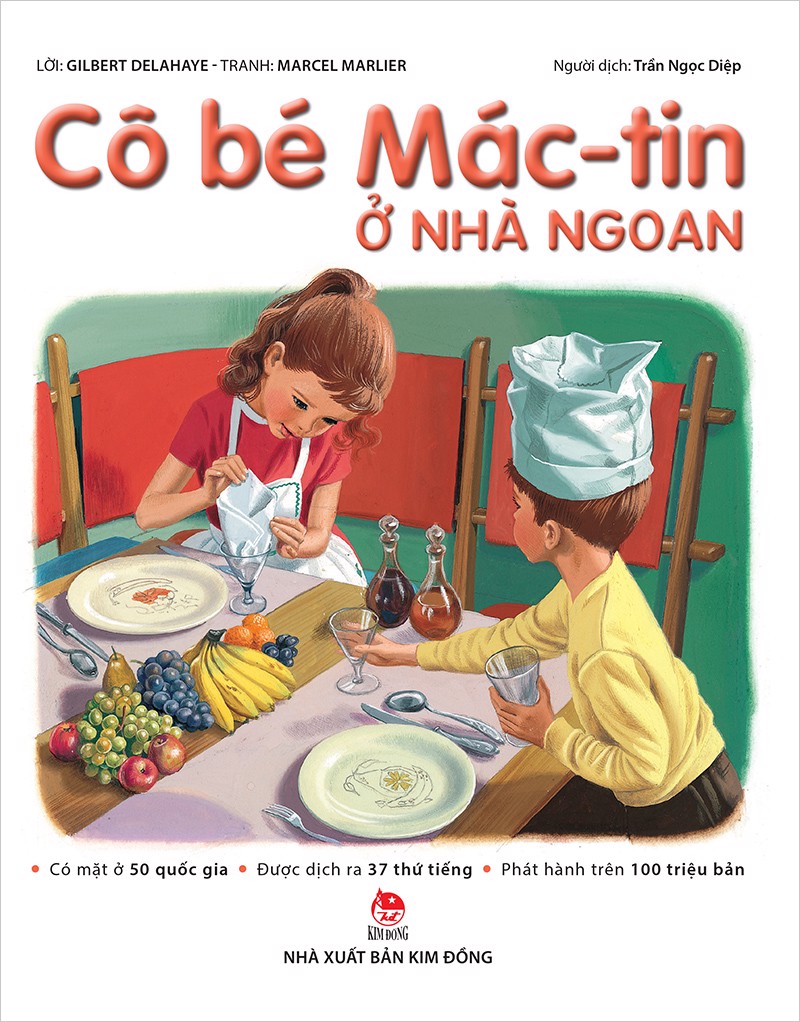 LỜI: GILBERT DELAHAYE - TRANH: MARCEL MARLIER
Người dịch: Trần Ngọc Diệp
Cô bé Mác-tin
Ở NHÀ NGOAN
• Có mặt ở 50 quốc gia • Được dịch ra 37 thứ tiếng • Phát hành trên 100 triệu bản
KIM ĐỒNG
NHÀ XUẤT BẢN KIM ĐỒNG